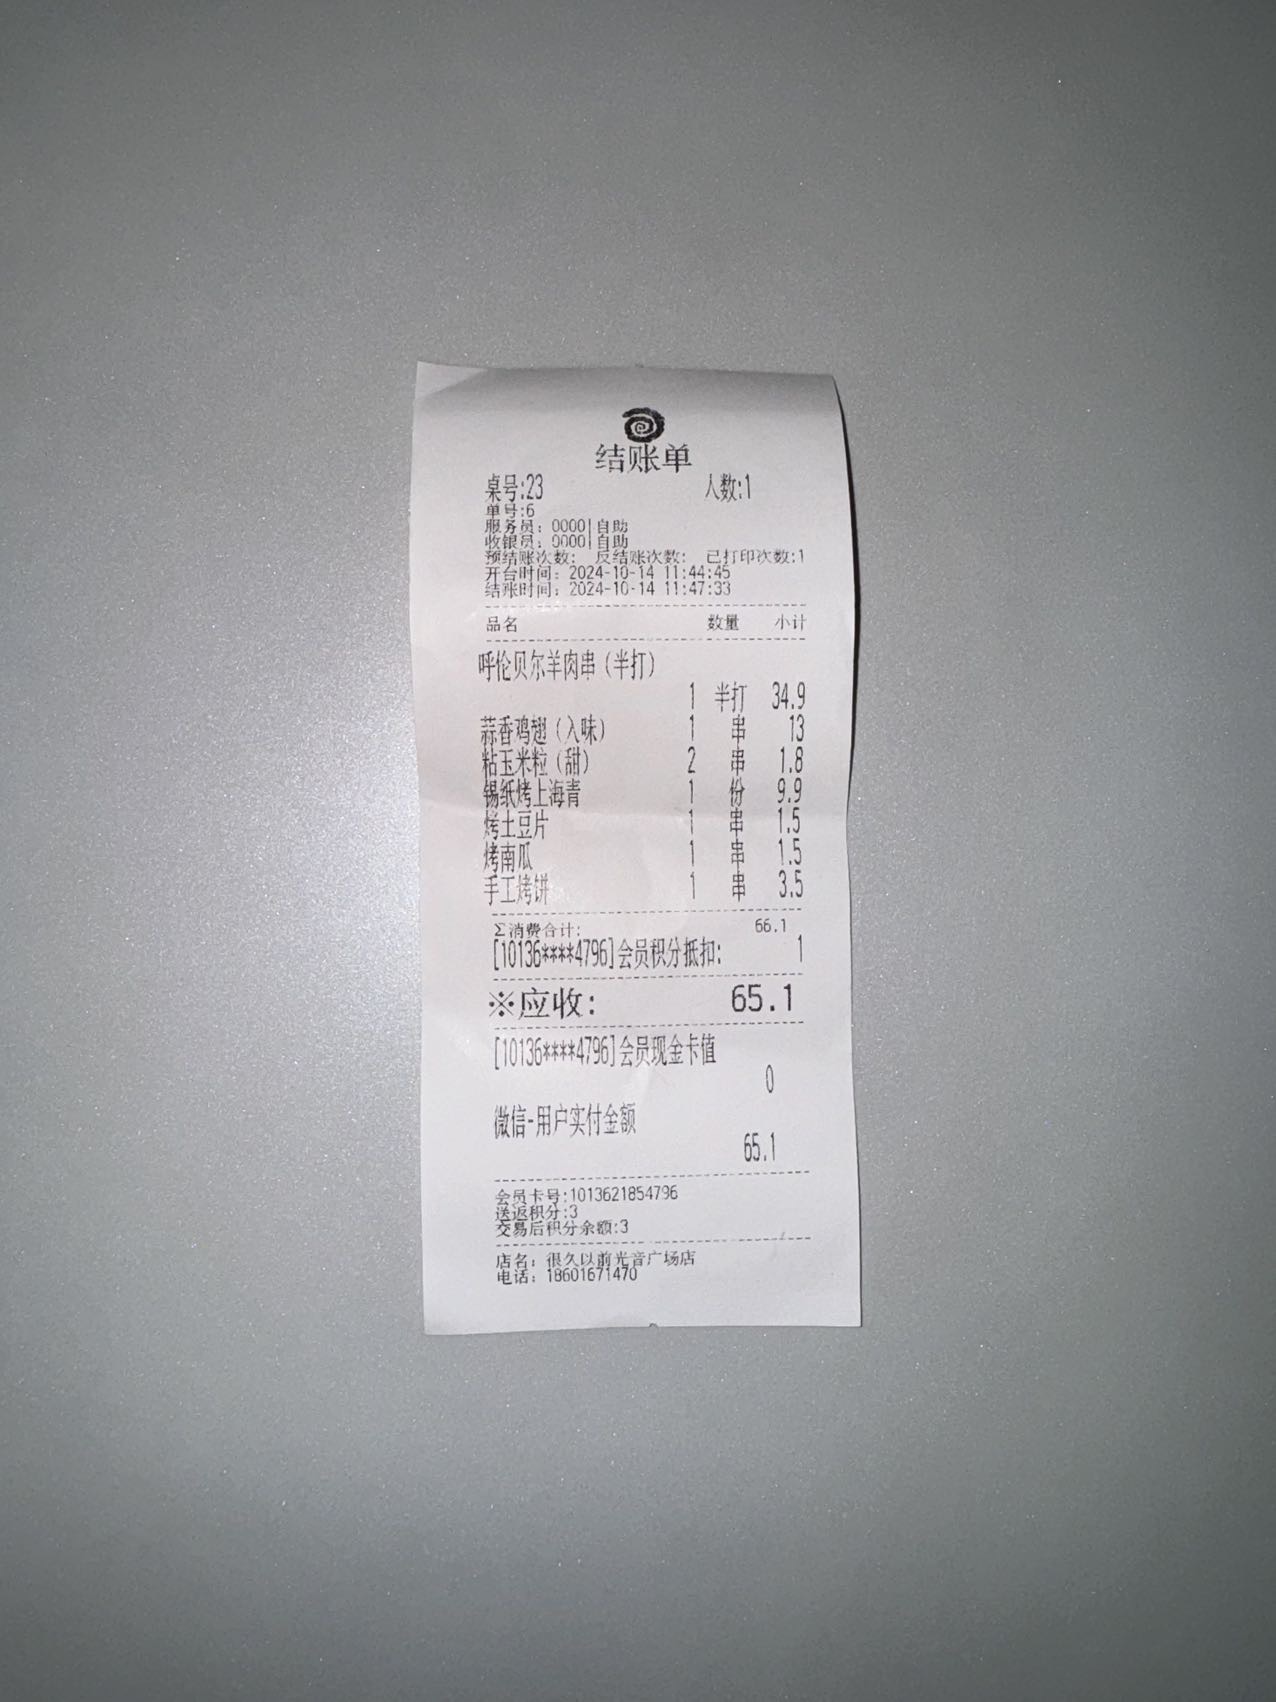 结账单
桌号:23 人数:1
单号:6
服务员: 0000|自助
收银员: 0000|自助
预结账次数: 反结账次数: 已打印次数:1
开台时间: 2024-10-14 11:44:45
结账时间: 2024-10-14 11:47:33
品名 数量 小计
呼伦贝尔羊肉串(半打)
1 半打 34.9
蒜香鸡翅(入味) 1 串 13
粘玉米粒(甜) 2 串 1.8
锡纸烤上海青 1 份 9.9
烤土豆片 1 串 1.5
烤南瓜 1 串 1.5
手工烤饼 1 串 3.5
Σ消费合计: 66.1
[10136****4796]会员积分抵扣: 1
※应收: 65.1
[10136****4796]会员现金卡值
0
微信-用户实付金额
65.1
会员卡号:1013621854796
送返积分:3
交易后积分余额:3
店名: 很久以前光音广场店
电话: 18601671470